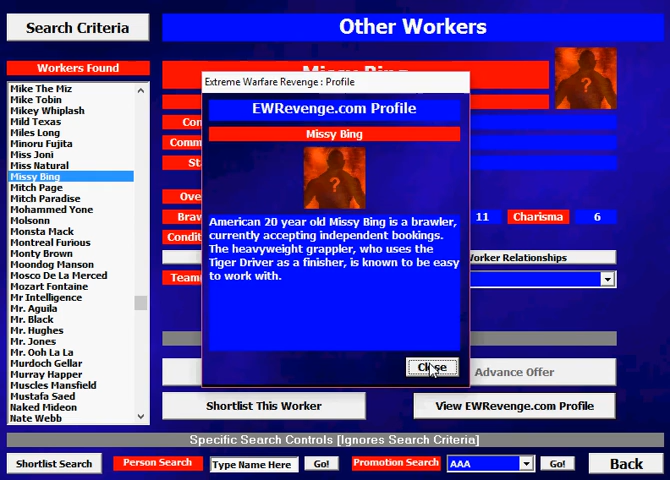 Search Criteria
Other Workers
Workers Found
Mike The Miz
Mike Tobin
Mikey Whiplash
Mild Texas
Miles Long
Minoru Fujita
Miss Joni
Miss Natural
Missy Bing
Mitch Page
Mitch Paradise
Mohammed Yone
Molsonn
Monsta Mack
Montreal Furious
Monty Brown
Moondog Manson
Mosco De La Merced
Mozart Fontaine
Mr Intelligence
Mr. Aguila
Mr. Black
Mr. Hughes
Mr. Jones
Mr. Ooh La La
Murdoch Gellar
Murray Happer
Muscles Mansfield
Mustafa Saed
Naked Mideon
Nate Webb
Extreme Warfare Revenge : Profile
EWRevenge.com Profile
Missy Bing
American 20 year old Missy Bing is a brawler,
currently accepting independent bookings.
The heavyweight grappler, who uses the
Tiger Driver as a finisher, is known to be easy
to work with.
Close
11 Charisma 6
Worker Relationships
Advance Offer
Shortlist This Worker
View EWRevenge.com Profile
Specific Search Controls [Ignores Search Criteria]
Shortlist Search
Person Search
Type Name Here
Go!
Promotion Search
AAA
Go!
Back